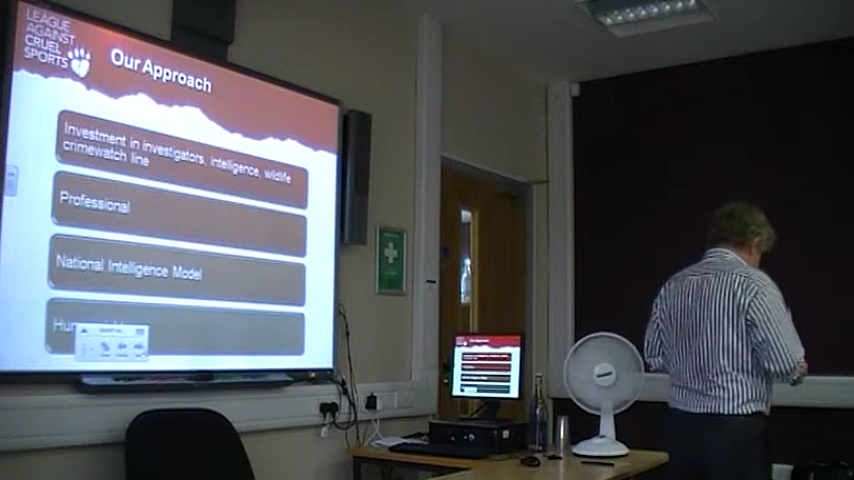 LEAGUE
AGAINST
CRUEL
SPORTS
Our Approach
Investment in investigators, intelligence, wildlife
crimewatch line
Professional
National Intelligence Model